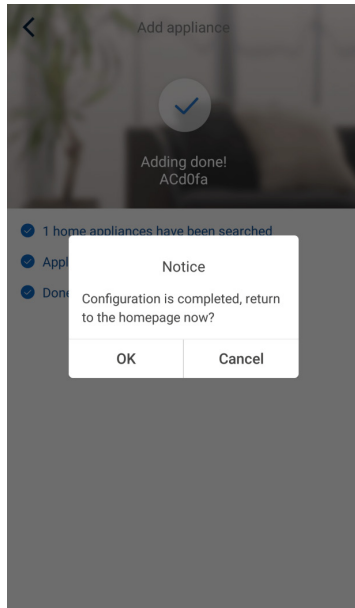 Add appliance
Adding done!
ACd0fa
1 home appliances have been searched
Appl
Done
Notice
Configuration is completed, return
to the homepage now?
OK
Cancel